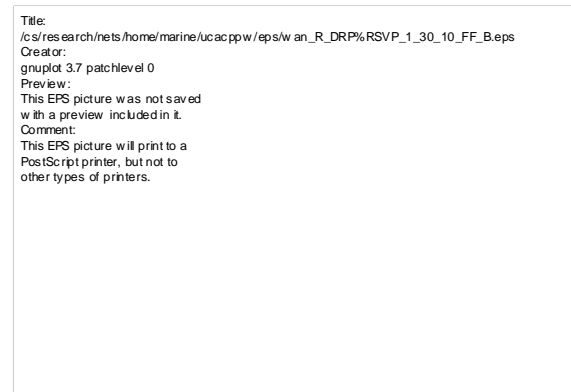 Title:
/cs/research/nets/home/marine/ucacppw/eps/wan_R_DRP%RSVP_1_30_10_FF_B.eps
Creator:
gnuplot 3.7 patchlevel 0
Preview:
This EPS picture was not saved
with a preview included in it.
Comment:
This EPS picture will print to a
PostScript printer, but not to
other types of printers.